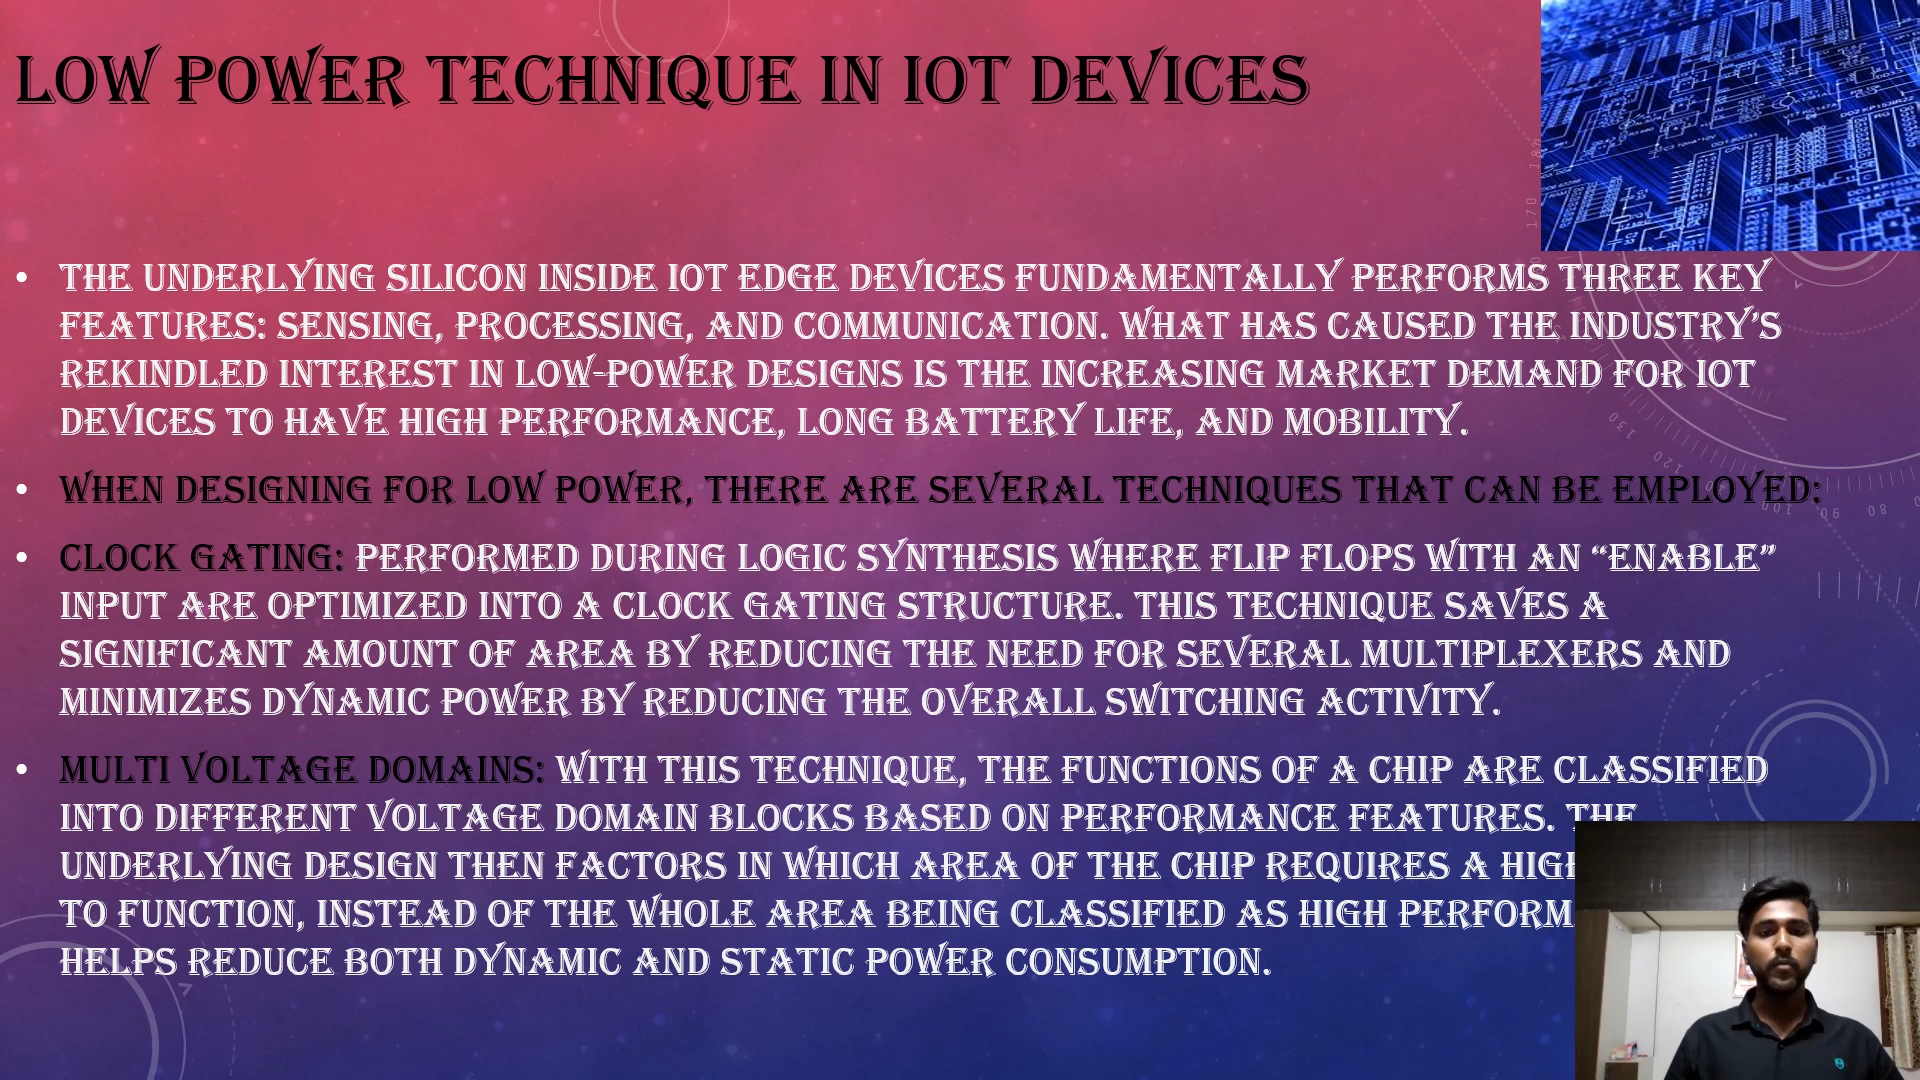 LOW POWER TECHNIQUE IN IOT DEVICES
• THE UNDERLYING SILICON INSIDE IOT EDGE DEVICES FUNDAMENTALLY PERFORMS THREE KEY
FEATURES: SENSING, PROCESSING, AND COMMUNICATION. WHAT HAS CAUSED THE INDUSTRY’S
REKINDLED INTEREST IN LOW-POWER DESIGNS IS THE INCREASING MARKET DEMAND FOR IOT
DEVICES TO HAVE HIGH PERFORMANCE, LONG BATTERY LIFE, AND MOBILITY.
• WHEN DESIGNING FOR LOW POWER, THERE ARE SEVERAL TECHNIQUES THAT CAN BE EMPLOYED:
• CLOCK GATING: PERFORMED DURING LOGIC SYNTHESIS WHERE FLIP FLOPS WITH AN “ENABLE”
INPUT ARE OPTIMIZED INTO A CLOCK GATING STRUCTURE. THIS TECHNIQUE SAVES A
SIGNIFICANT AMOUNT OF AREA BY REDUCING THE NEED FOR SEVERAL MULTIPLEXERS AND
MINIMIZES DYNAMIC POWER BY REDUCING THE OVERALL SWITCHING ACTIVITY.
• MULTI VOLTAGE DOMAINS: WITH THIS TECHNIQUE, THE FUNCTIONS OF A CHIP ARE CLASSIFIED
INTO DIFFERENT VOLTAGE DOMAIN BLOCKS BASED ON PERFORMANCE FEATURES. THE
UNDERLYING DESIGN THEN FACTORS IN WHICH AREA OF THE CHIP REQUIRES A
TO FUNCTION, INSTEAD OF THE WHOLE AREA BEING CLASSIFIED AS HIGH
HELPS REDUCE BOTH DYNAMIC AND STATIC POWER CONSUMPTION.